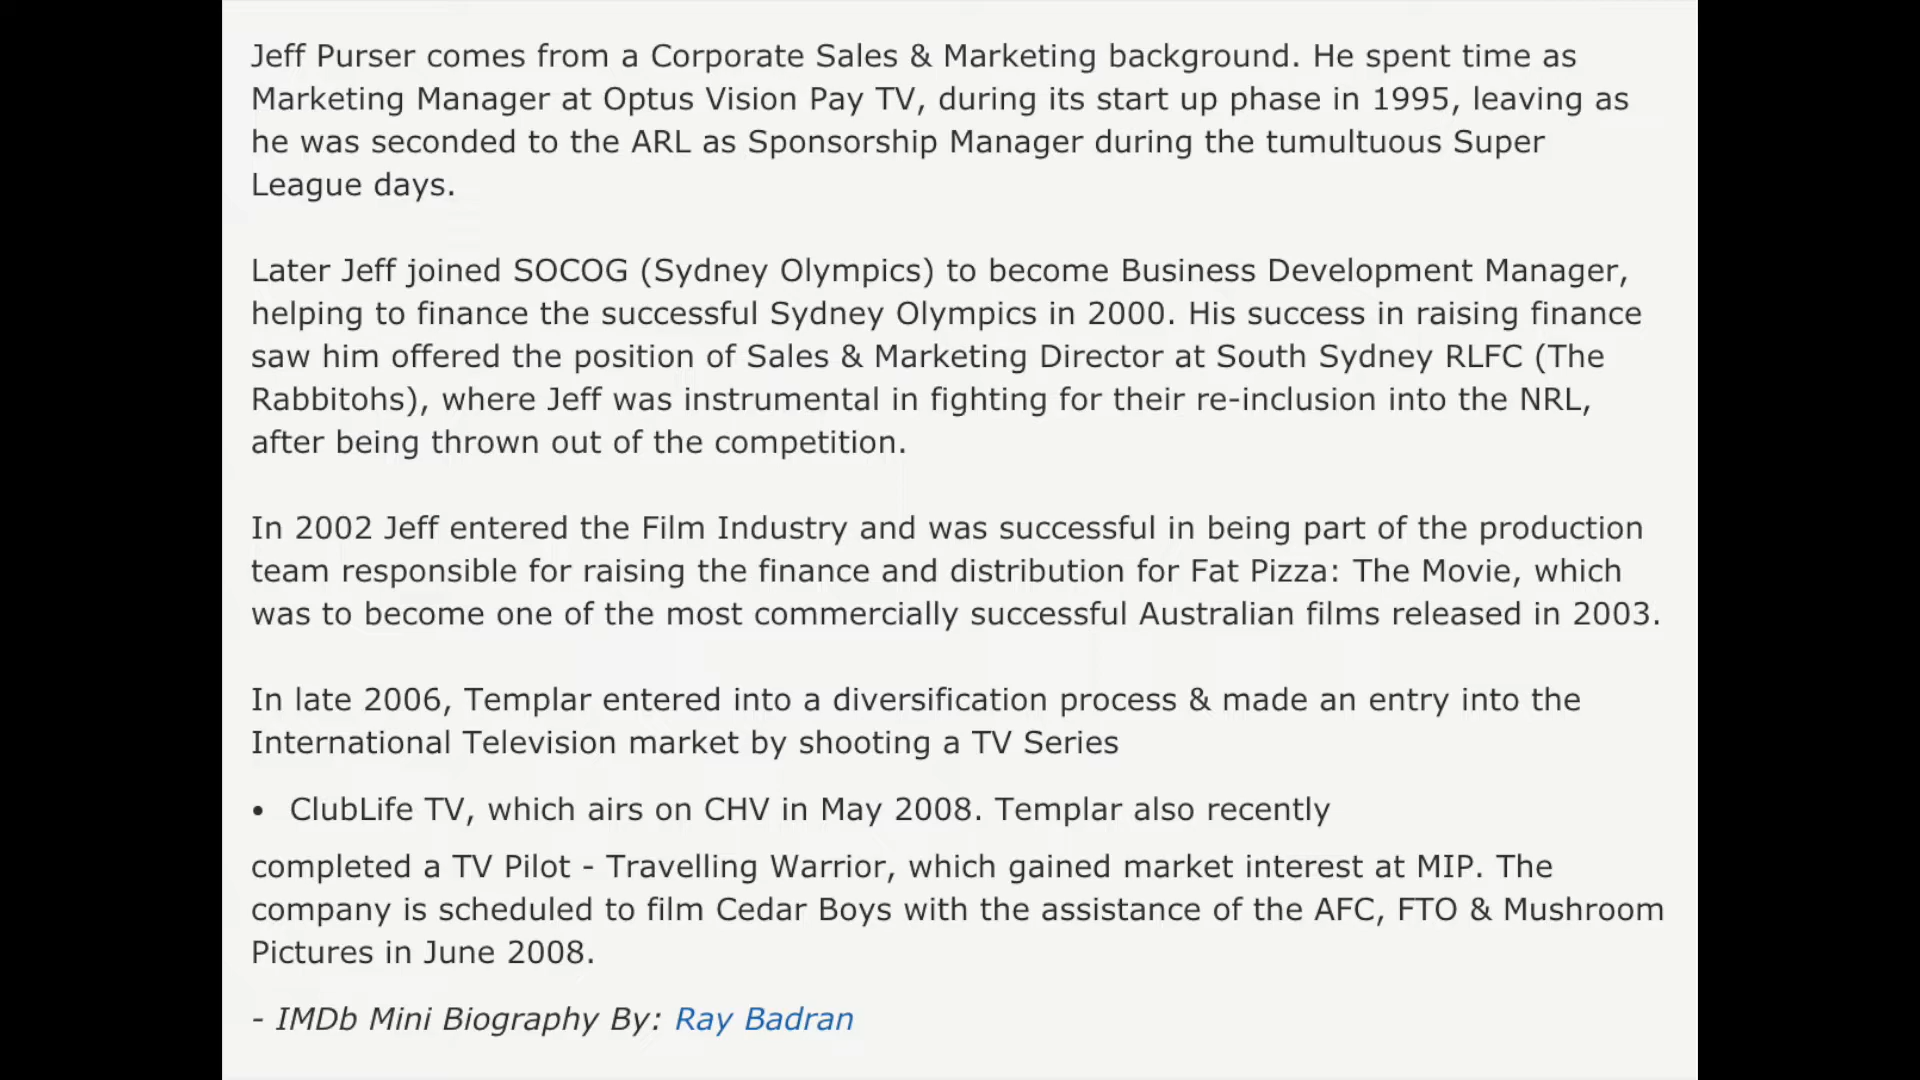 Jeff Purser comes from a Corporate Sales & Marketing background. He spent time as
Marketing Manager at Optus Vision Pay TV, during its start up phase in 1995, leaving as
he was seconded to the ARL as Sponsorship Manager during the tumultuous Super
League days.
Later Jeff joined SOCOG (Sydney Olympics) to become Business Development Manager,
helping to finance the successful Sydney Olympics in 2000. His success in raising finance
saw him offered the position of Sales & Marketing Director at South Sydney RLFC (The
Rabbitohs), where Jeff was instrumental in fighting for their re-inclusion into the NRL,
after being thrown out of the competition.
In 2002 Jeff entered the Film Industry and was successful in being part of the production
team responsible for raising the finance and distribution for Fat Pizza: The Movie, which
was to become one of the most commercially successful Australian films released in 2003.
In late 2006, Templar entered into a diversification process & made an entry into the
International Television market by shooting a TV Series
• ClubLife TV, which airs on CHV in May 2008. Templar also recently
completed a TV Pilot - Travelling Warrior, which gained market interest at MIP. The
company is scheduled to film Cedar Boys with the assistance of the AFC, FTO & Mushroom
Pictures in June 2008.
- IMDb Mini Biography By: Ray Badran